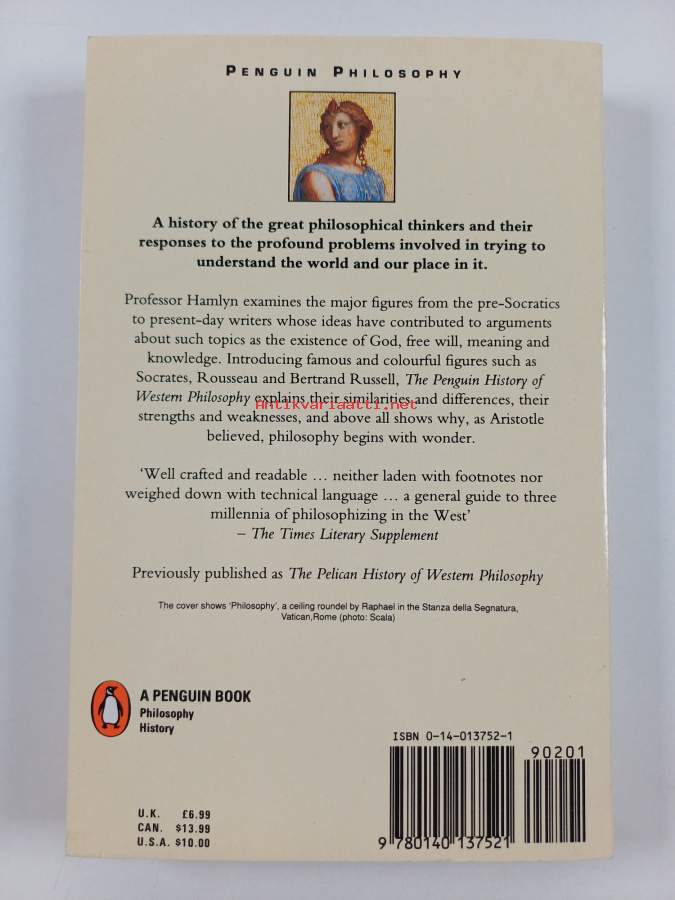 PENGUIN PHILOSOPHY
A history of the great philosophical thinkers and their
responses to the profound problems involved in trying to
understand the world and our place in it.
Professor Hamlyn examines the major figures from the pre-Socratics
to present-day writers whose ideas have contributed to arguments
about such topics as the existence of God, free will, meaning and
knowledge. Introducing famous and colourful figures such as
Socrates, Rousseau and Bertrand Russell, The Penguin History of
Western Philosophy explains their similarities and differences, their
Antikvariaatti.net
strengths and weaknesses, and above all shows why, as Aristotle
believed, philosophy begins with wonder.
‘Well crafted and readable … neither laden with footnotes nor
weighed down with technical language … a general guide to three
millennia of philosophizing in the West’
– The Times Literary Supplement
Previously published as The Pelican History of Western Philosophy
The cover shows ‘Philosophy’, a ceiling roundel by Raphael in the Stanza della Segnatura,
Vatican,Rome (photo: Scala)
A PENGUIN BOOK
Philosophy
History
ISBN 0-14-013752-1
90201
9 780140 137521
U.K. £6.99
CAN. $13.99
U.S.A. $10.00